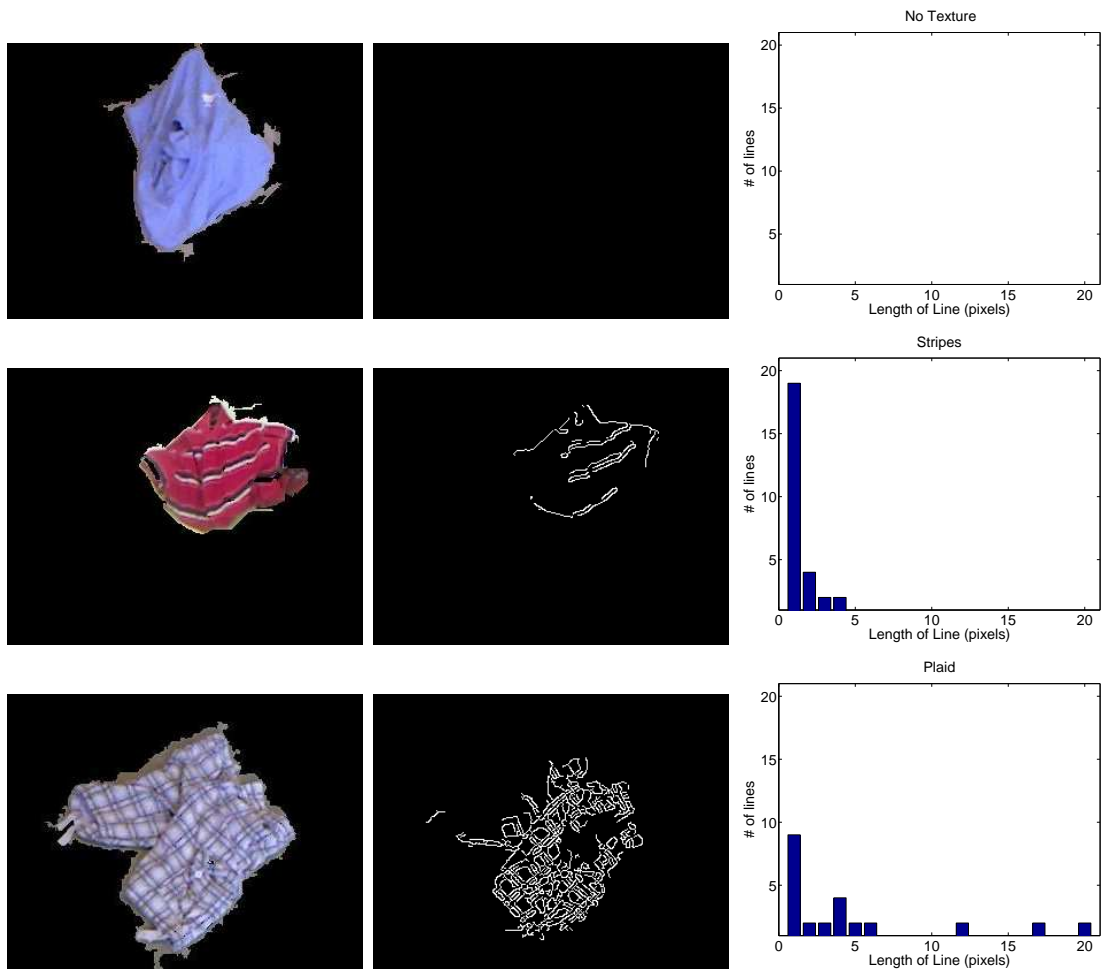 No Texture
20
15
10
5
# of lines
0 5 10 15 20
Length of Line (pixels)
Stripes
20
15
10
5
# of lines
0 5 10 15 20
Length of Line (pixels)
Plaid
20
15
10
5
# of lines
0 5 10 15 20
Length of Line (pixels)